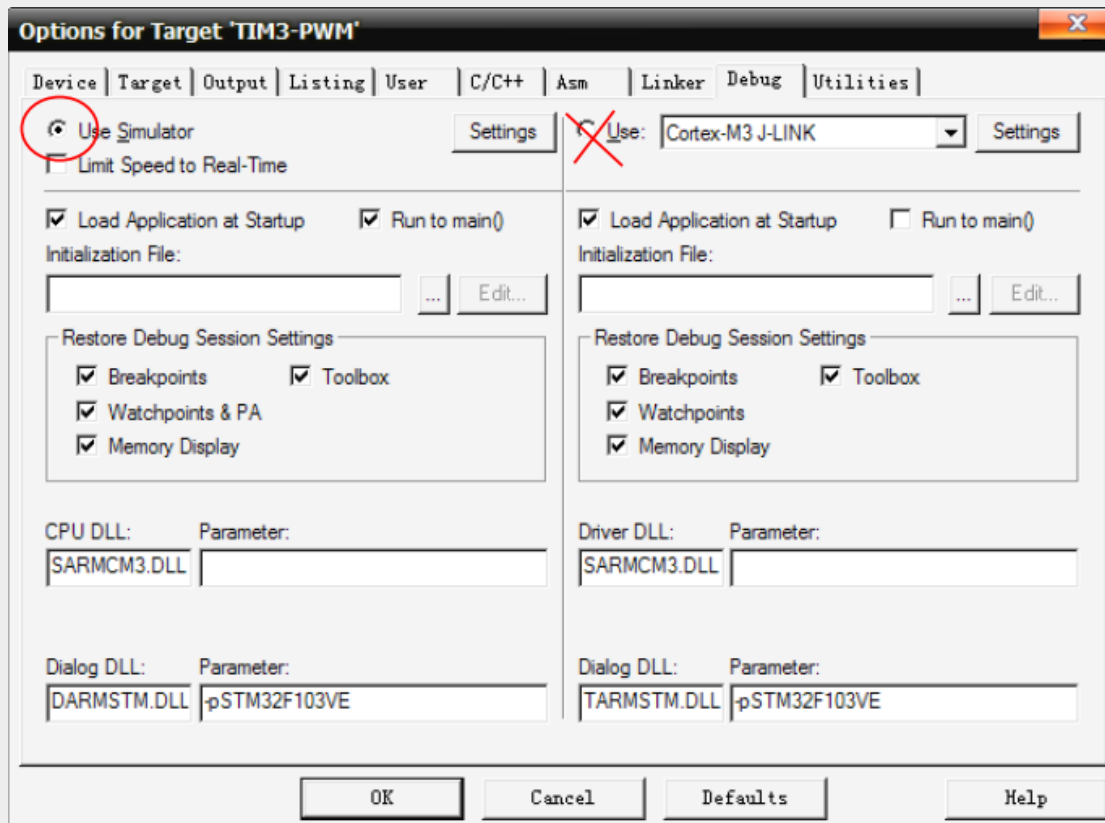 Options for Target 'TIM3-PWM'
Device Target Output Listing User C/C++ Asm Linker Debug Utilities
Use Simulator Settings
Limit Speed to Real-Time
Use: Cortex-M3 J-LINK Settings
Load Application at Startup Run to main()
Initialization File:
... Edit...
Restore Debug Session Settings
Breakpoints Toolbox
Watchpoints & PA
Memory Display
CPU DLL: Parameter:
SARMCM3.DLL
Dialog DLL: Parameter:
DARMSTM.DLL -pSTM32F103VE
Load Application at Startup Run to main()
Initialization File:
... Edit...
Restore Debug Session Settings
Breakpoints Toolbox
Watchpoints
Memory Display
Driver DLL: Parameter:
SARMCM3.DLL
Dialog DLL: Parameter:
TARMSTM.DLL -pSTM32F103VE
OK Cancel Defaults Help